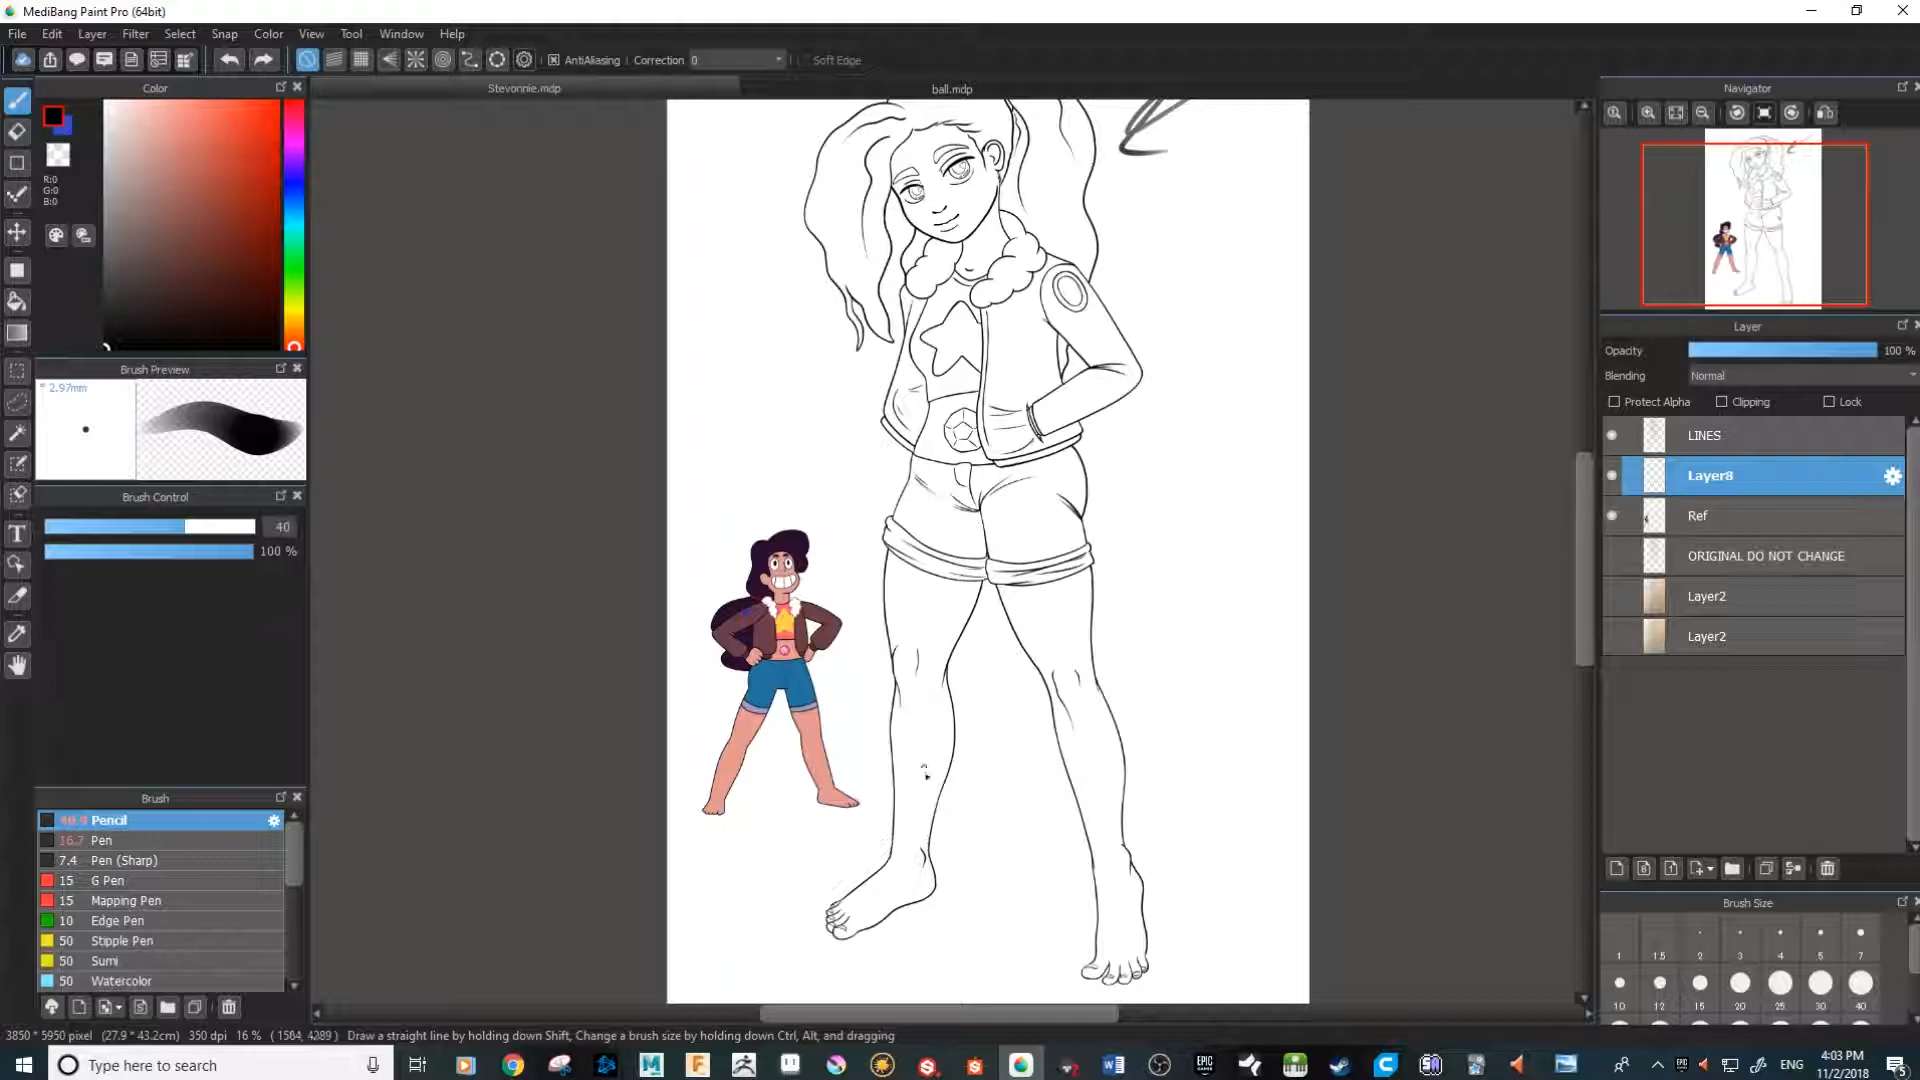 MediBang Paint Pro (64bit)
File Edit Layer Filter Select Snap Color View Tool Window Help
AntiAliasing Correction 0 Soft Edge
Color
Stevonnie.mdp
ball.mdp
Navigator
R:0
G:0
B:0
Layer
Opacity 100 %
Blending Normal
Protect Alpha Clipping Lock
Brush Preview
2.97mm
LINES
Layer8
Ref
ORIGINAL DO NOT CHANGE
Layer2
Layer2
Brush Control
40
100 %
Brush
Pencil
16.7 Pen
7.4 Pen (Sharp)
15 G Pen
15 Mapping Pen
10 Edge Pen
50 Stipple Pen
50 Sumi
50 Watercolor
Brush Size
1 1.5 2 3 4 5 7
10 12 15 20 25 30 40
3850 * 5950 pixel (27.9 * 43.2cm) 350 dpi 16 % ( 1564, 4289 ) Draw a straight line by holding down Shift, Change a brush size by holding down Ctrl, Alt, and dragging
Type here to search
ENG
4:03 PM
11/2/2018